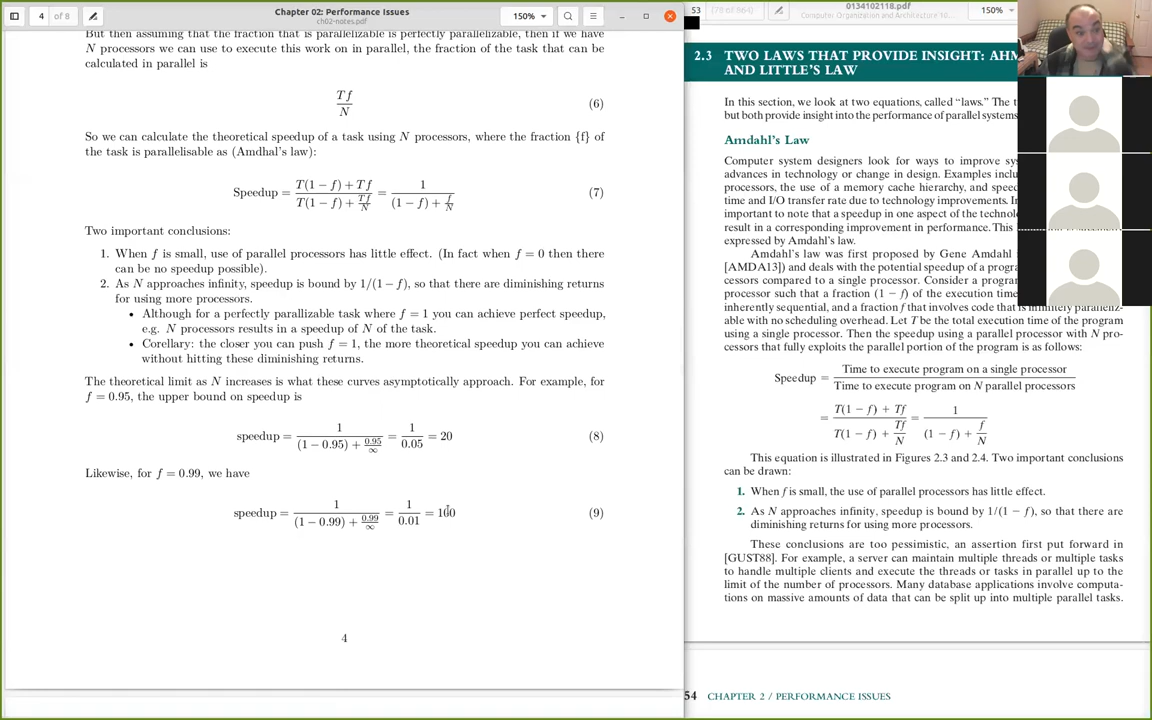 4 of 8
Chapter 02: Performance Issues
ch02-notes.pdf
150%
But then assuming that the fraction that is parallelizable is perfectly parallelizable, then if we have
N processors we can use to execute this work on in parallel, the fraction of the task that can be
calculated in parallel is
Tf
N
(6)
So we can calculate the theoretical speedup of a task using N processors, where the fraction {f} of
the task is parallelisable as (Amdhal's law):
Speedup = T(1 − f) + Tf / T(1 − f) + Tf/N = 1 / (1 − f) + f/N (7)
Two important conclusions:
1. When f is small, use of parallel processors has little effect. (In fact when f = 0 then there
can be no speedup possible).
2. As N approaches infinity, speedup is bound by 1/(1 − f), so that there are diminishing returns
for using more processors.
• Although for a perfectly parallizable task where f = 1 you can achieve perfect speedup,
e.g. N processors results in a speedup of N of the task.
• Corellary: the closer you can push f = 1, the more theoretical speedup you can achieve
without hitting these diminishing returns.
The theoretical limit as N increases is what these curves asymptotically approach. For example, for
f = 0.95, the upper bound on speedup is
speedup = 1 / (1 − 0.95) + 0.95/∞ = 1 / 0.05 = 20 (8)
Likewise, for f = 0.99, we have
speedup = 1 / (1 − 0.99) + 0.99/∞ = 1 / 0.01 = 100 (9)
4
53 (78 of 864)
0134102118.pdf
Computer Organization and Architecture 10...
150%
2.3 TWO LAWS THAT PROVIDE INSIGHT: AHM
AND LITTLE'S LAW
In this section, we look at two equations, called "laws." The t
but both provide insight into the performance of parallel systems
Amdahl's Law
Computer system designers look for ways to improve sys
advances in technology or change in design. Examples inclu
processors, the use of a memory cache hierarchy, and speed
time and I/O transfer rate due to technology improvements. In
important to note that a speedup in one aspect of the technol
result in a corresponding improvement in performance. This
expressed by Amdahl's law.
Amdahl's law was first proposed by Gene Amdahl
[AMDA13]) and deals with the potential speedup of a progra
cessors compared to a single processor. Consider a program
processor such that a fraction (1 − f) of the execution time
inherently sequential, and a fraction f that involves code that is infinitely paralleliz-
able with no scheduling overhead. Let T be the total execution time of the program
using a single processor. Then the speedup using a parallel processor with N pro-
cessors that fully exploits the parallel portion of the program is as follows:
Speedup = Time to execute program on a single processor / Time to execute program on N parallel processors
= T(1 − f) + Tf / T(1 − f) + Tf/N = 1 / (1 − f) + f/N
This equation is illustrated in Figures 2.3 and 2.4. Two important conclusions
can be drawn:
1. When f is small, the use of parallel processors has little effect.
2. As N approaches infinity, speedup is bound by 1/(1 − f), so that there are
diminishing returns for using more processors.
These conclusions are too pessimistic, an assertion first put forward in
[GUST88]. For example, a server can maintain multiple threads or multiple tasks
to handle multiple clients and execute the threads or tasks in parallel up to the
limit of the number of processors. Many database applications involve computa-
tions on massive amounts of data that can be split up into multiple parallel tasks.
54 CHAPTER 2 / PERFORMANCE ISSUES